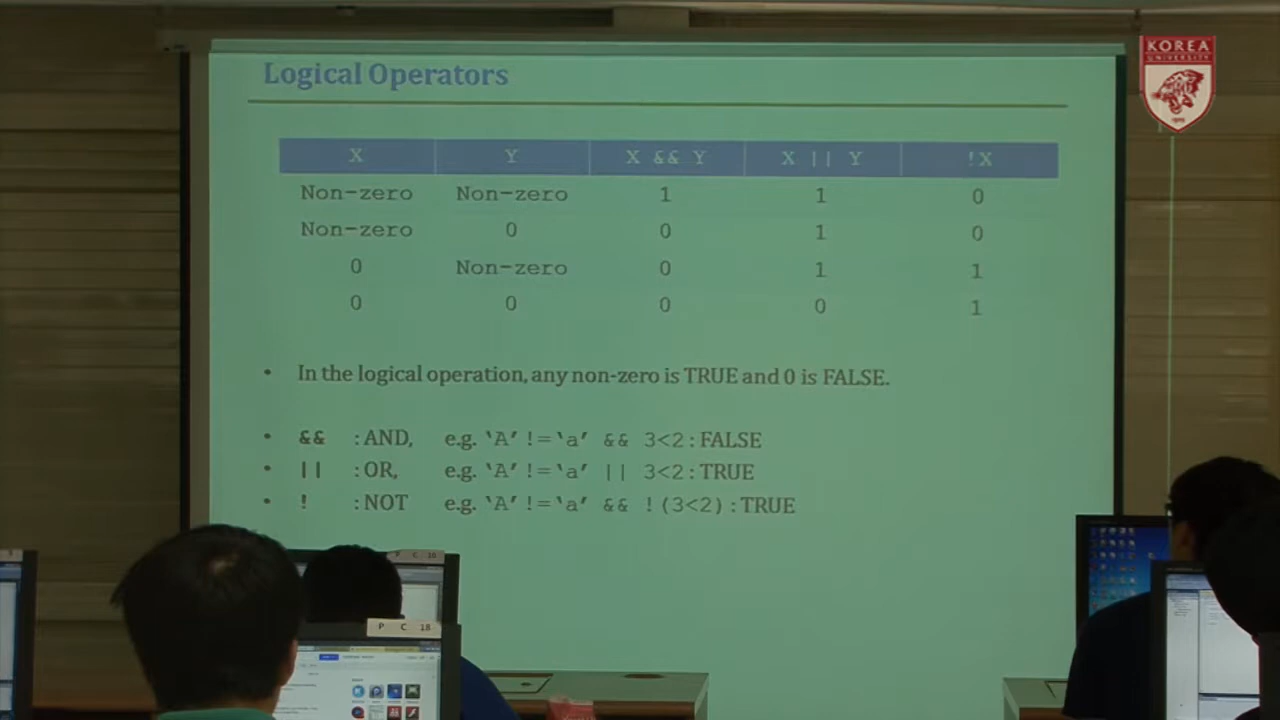 KOREA
UNIVERSITY
1905
Logical Operators
X Y X && Y X || Y !X
Non-zero Non-zero 1 1 0
Non-zero 0 0 1 0
0 Non-zero 0 1 1
0 0 0 0 1
• In the logical operation, any non-zero is TRUE and 0 is FALSE.
• && : AND, e.g. ‘A’ != ‘a’ && 3<2 : FALSE
• || : OR, e.g. ‘A’ != ‘a’ || 3<2 : TRUE
• ! : NOT e.g. ‘A’ != ‘a’ && !(3<2) : TRUE
P C 18